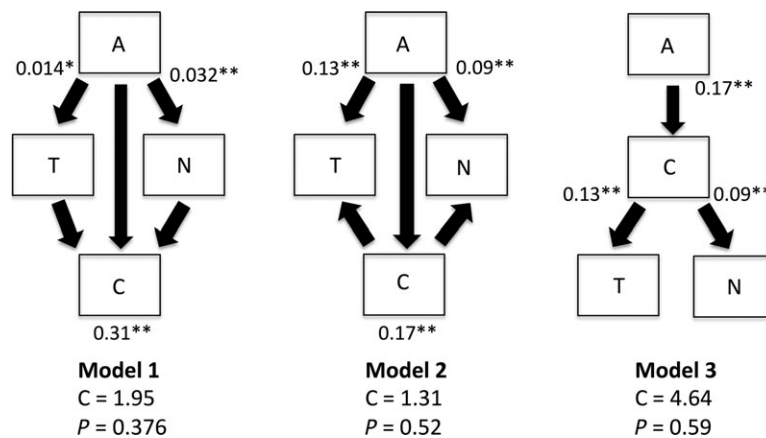 A
0.014*
0.032**
T
N
C
0.31**
Model 1
C = 1.95
P = 0.376
A
0.13**
0.09**
T
N
C
0.17**
Model 2
C = 1.31
P = 0.52
A
0.17**
C
0.13**
0.09**
T
N
Model 3
C = 4.64
P = 0.59